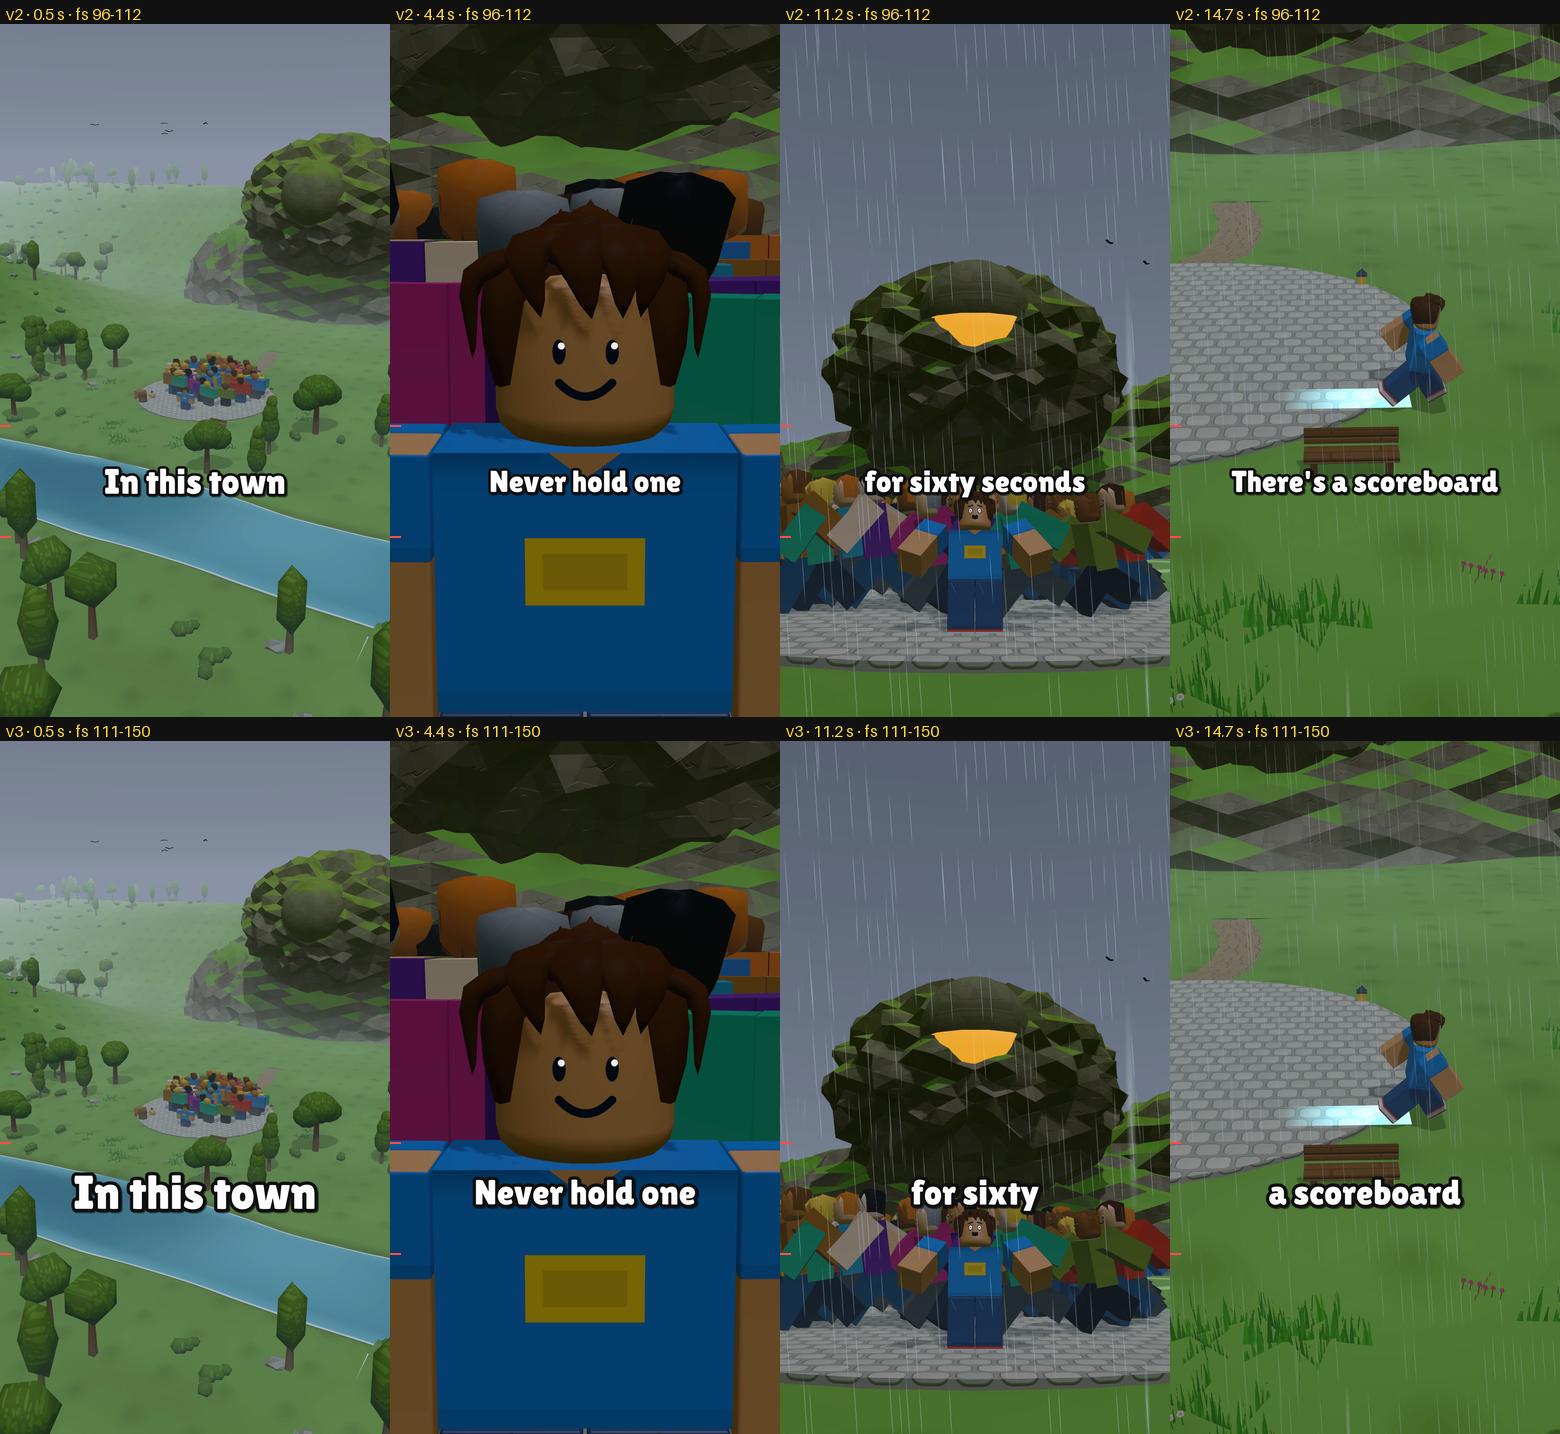 v2 · 0.5 s · fs 96-112
v2 · 4.4 s · fs 96-112
v2 · 11.2 s · fs 96-112
v2 · 14.7 s · fs 96-112
In this town
Never hold one
for sixty seconds
There's a scoreboard
v3 · 0.5 s · fs 111-150
v3 · 4.4 s · fs 111-150
v3 · 11.2 s · fs 111-150
v3 · 14.7 s · fs 111-150
In this town
Never hold one
for sixty
a scoreboard